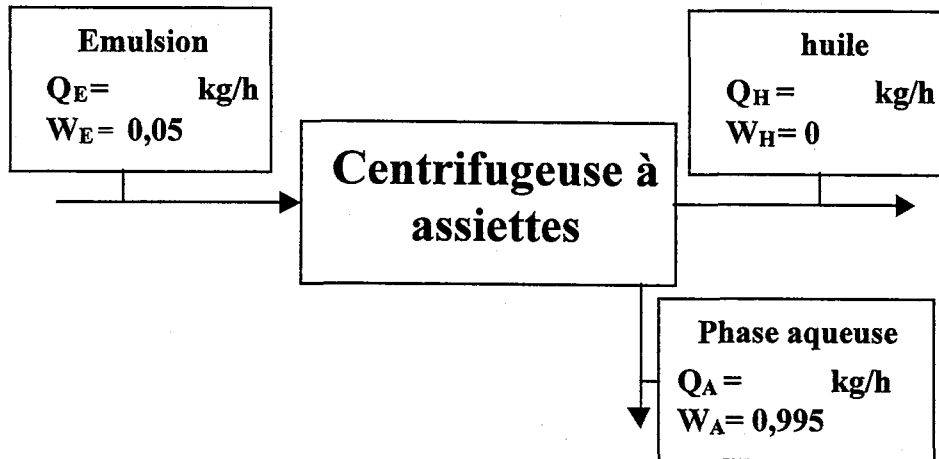 Emulsion
QE= kg/h
WE= 0,05
huile
QH = kg/h
WH= 0
Centrifugeuse à
assiettes
Phase aqueuse
QA = kg/h
WA= 0,995